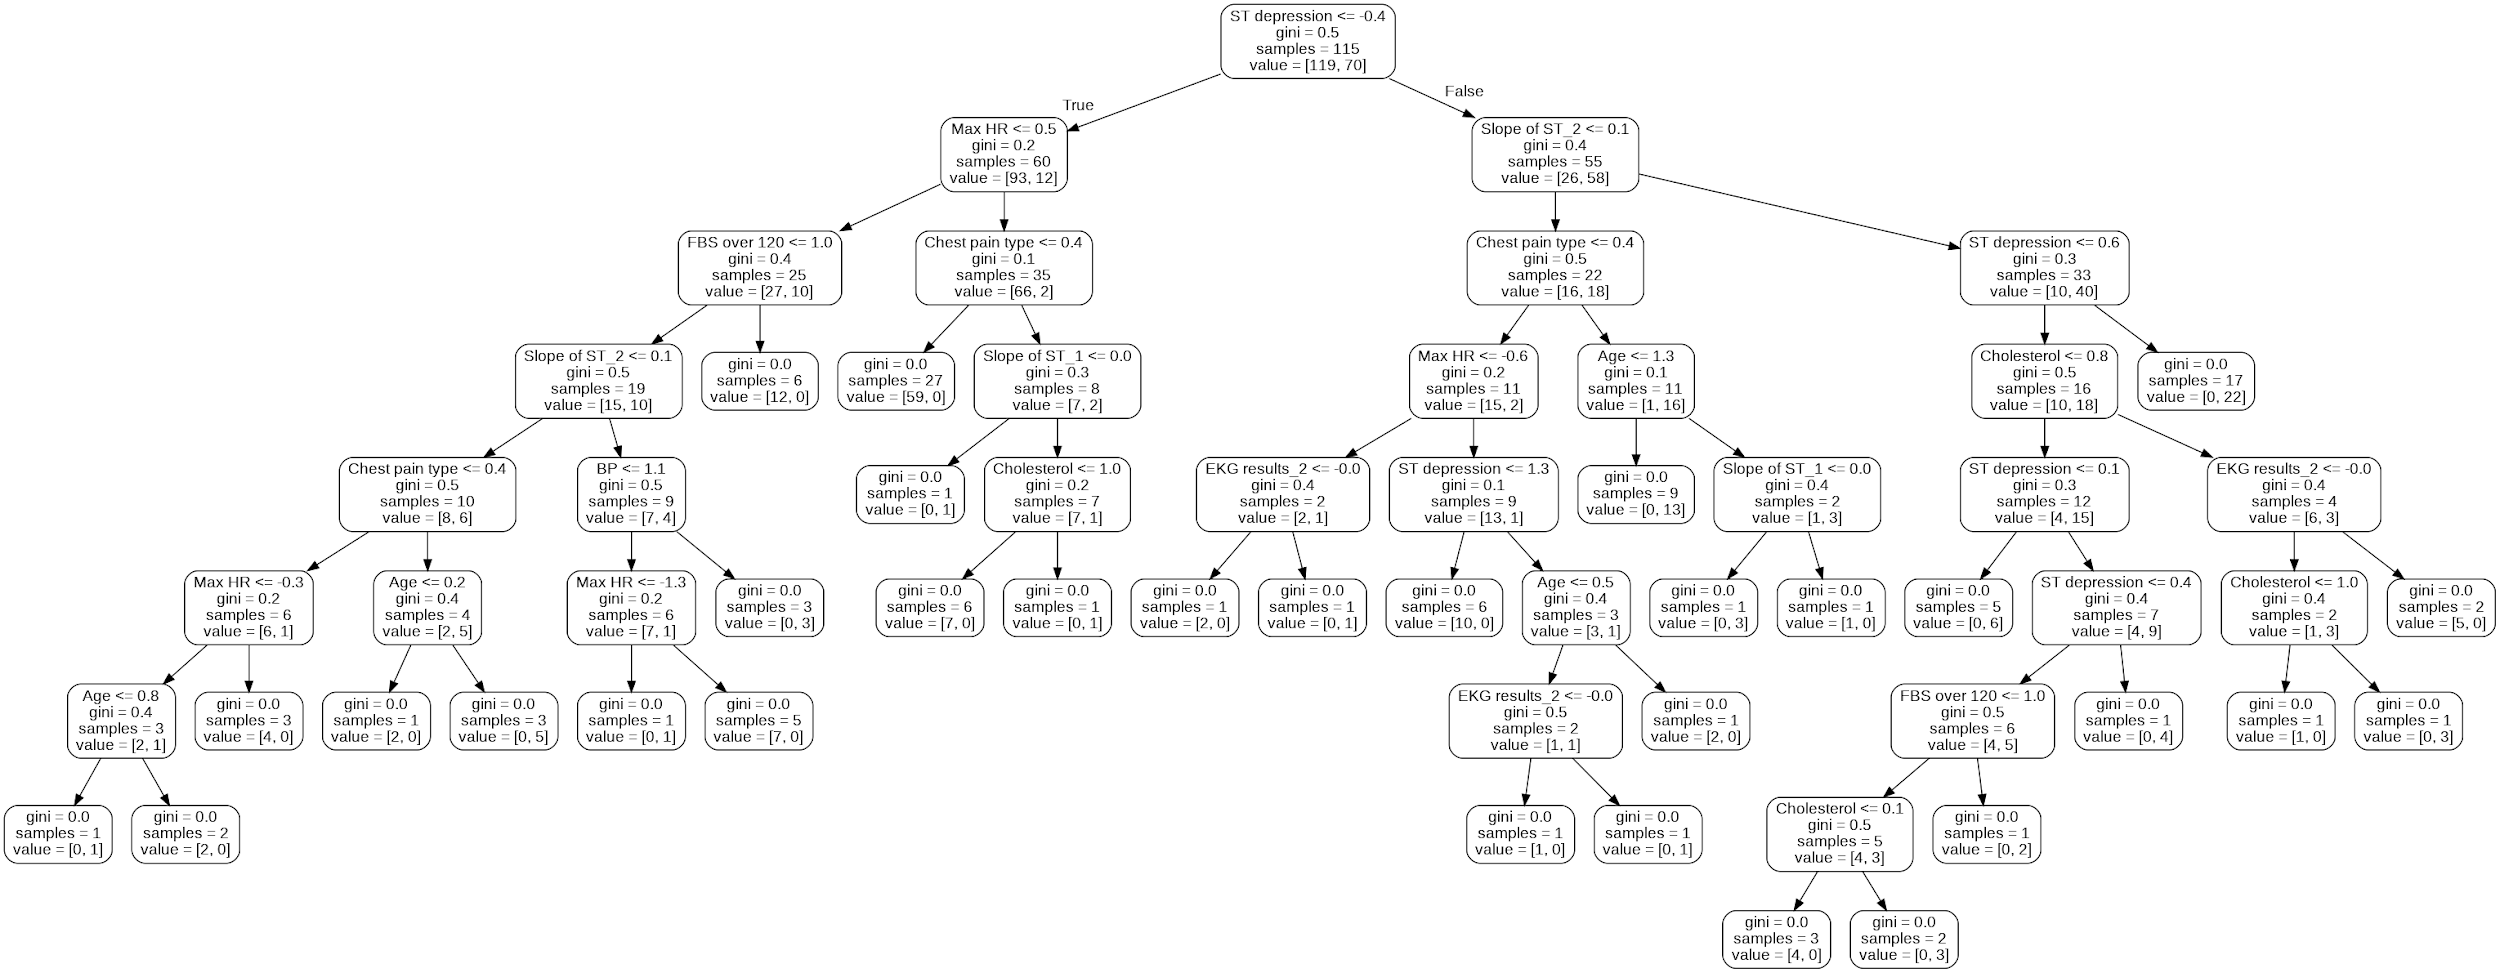 ST depression <= -0.4
gini = 0.5
samples = 115
value = [119, 70]
True
False
Max HR <= 0.5
gini = 0.2
samples = 60
value = [93, 12]
Slope of ST_2 <= 0.1
gini = 0.4
samples = 55
value = [26, 58]
FBS over 120 <= 1.0
gini = 0.4
samples = 25
value = [27, 10]
Chest pain type <= 0.4
gini = 0.1
samples = 35
value = [66, 2]
Chest pain type <= 0.4
gini = 0.5
samples = 22
value = [16, 18]
ST depression <= 0.6
gini = 0.3
samples = 33
value = [10, 40]
Slope of ST_2 <= 0.1
gini = 0.5
samples = 19
value = [15, 10]
gini = 0.0
samples = 6
value = [12, 0]
gini = 0.0
samples = 27
value = [59, 0]
Slope of ST_1 <= 0.0
gini = 0.3
samples = 8
value = [7, 2]
Max HR <= -0.6
gini = 0.2
samples = 11
value = [15, 2]
Age <= 1.3
gini = 0.1
samples = 11
value = [1, 16]
Cholesterol <= 0.8
gini = 0.5
samples = 16
value = [10, 18]
gini = 0.0
samples = 17
value = [0, 22]
Chest pain type <= 0.4
gini = 0.5
samples = 10
value = [8, 6]
BP <= 1.1
gini = 0.5
samples = 9
value = [7, 4]
gini = 0.0
samples = 1
value = [0, 1]
Cholesterol <= 1.0
gini = 0.2
samples = 7
value = [7, 1]
EKG results_2 <= -0.0
gini = 0.4
samples = 2
value = [2, 1]
ST depression <= 1.3
gini = 0.1
samples = 9
value = [13, 1]
gini = 0.0
samples = 9
value = [0, 13]
Slope of ST_1 <= 0.0
gini = 0.4
samples = 2
value = [1, 3]
ST depression <= 0.1
gini = 0.3
samples = 12
value = [4, 15]
EKG results_2 <= -0.0
gini = 0.4
samples = 4
value = [6, 3]
Max HR <= -0.3
gini = 0.2
samples = 6
value = [6, 1]
Age <= 0.2
gini = 0.4
samples = 4
value = [2, 5]
Max HR <= -1.3
gini = 0.2
samples = 6
value = [7, 1]
gini = 0.0
samples = 3
value = [0, 3]
gini = 0.0
samples = 6
value = [7, 0]
gini = 0.0
samples = 1
value = [0, 1]
gini = 0.0
samples = 1
value = [2, 0]
gini = 0.0
samples = 1
value = [0, 1]
gini = 0.0
samples = 6
value = [10, 0]
Age <= 0.5
gini = 0.4
samples = 3
value = [3, 1]
gini = 0.0
samples = 1
value = [0, 3]
gini = 0.0
samples = 1
value = [1, 0]
gini = 0.0
samples = 5
value = [0, 6]
ST depression <= 0.4
gini = 0.4
samples = 7
value = [4, 9]
Cholesterol <= 1.0
gini = 0.4
samples = 2
value = [1, 3]
gini = 0.0
samples = 2
value = [5, 0]
Age <= 0.8
gini = 0.4
samples = 3
value = [2, 1]
gini = 0.0
samples = 3
value = [4, 0]
gini = 0.0
samples = 1
value = [2, 0]
gini = 0.0
samples = 3
value = [0, 5]
gini = 0.0
samples = 1
value = [0, 1]
gini = 0.0
samples = 5
value = [7, 0]
EKG results_2 <= -0.0
gini = 0.5
samples = 2
value = [1, 1]
gini = 0.0
samples = 1
value = [2, 0]
FBS over 120 <= 1.0
gini = 0.5
samples = 6
value = [4, 5]
gini = 0.0
samples = 1
value = [0, 4]
gini = 0.0
samples = 1
value = [1, 0]
gini = 0.0
samples = 1
value = [0, 3]
gini = 0.0
samples = 1
value = [0, 1]
gini = 0.0
samples = 2
value = [2, 0]
gini = 0.0
samples = 1
value = [1, 0]
gini = 0.0
samples = 1
value = [0, 1]
Cholesterol <= 0.1
gini = 0.5
samples = 5
value = [4, 3]
gini = 0.0
samples = 1
value = [0, 2]
gini = 0.0
samples = 3
value = [4, 0]
gini = 0.0
samples = 2
value = [0, 3]